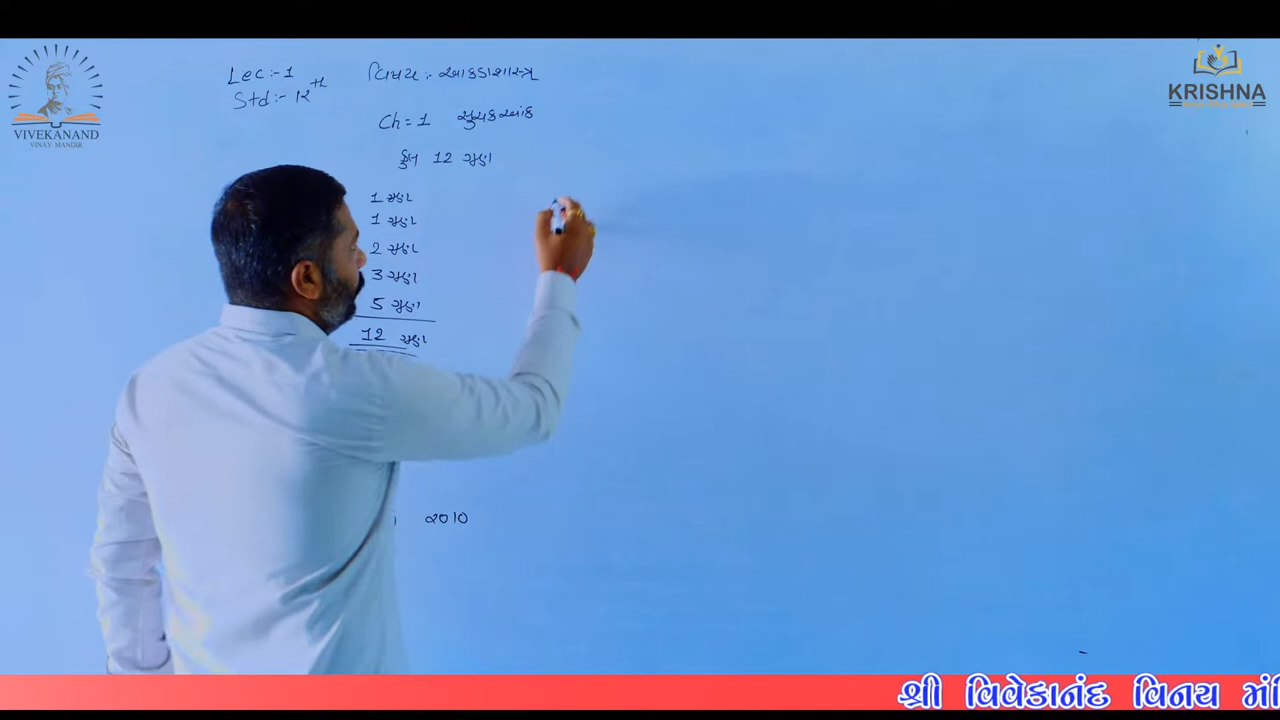 VIVEKANAND
VINAY MANDIR
KRISHNA
Lec :- 1
Std :- 12th
વિષય :- આંકડાશાસ્ત્ર
Ch = 1 સુચકઆંક
કુલ 12 ગુણ
1 ગુણ
1 ગુણ
2 ગુણ
3 ગુણ
5 ગુણ
12 ગુણ
2010
શ્રી વિવેકાનંદ વિનય મં